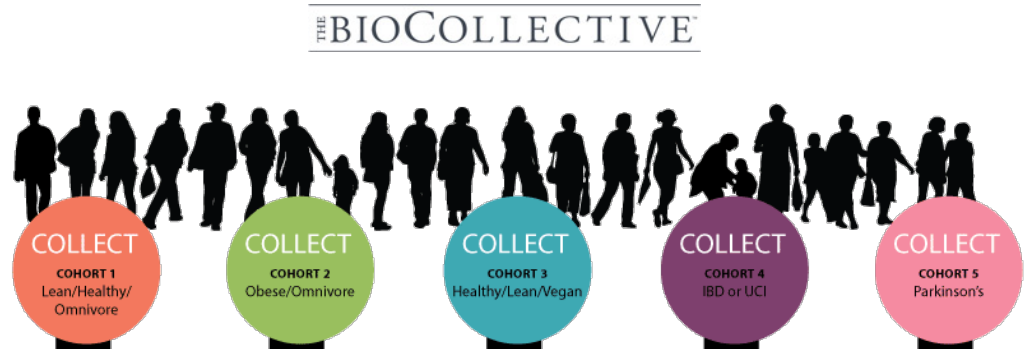 THE BIOCOLLECTIVE™
COLLECT
COHORT 1
Lean/Healthy/
Omnivore
COLLECT
COHORT 2
Obese/Omnivore
COLLECT
COHORT 3
Healthy/Lean/Vegan
COLLECT
COHORT 4
IBD or UCI
COLLECT
COHORT 5
Parkinson's